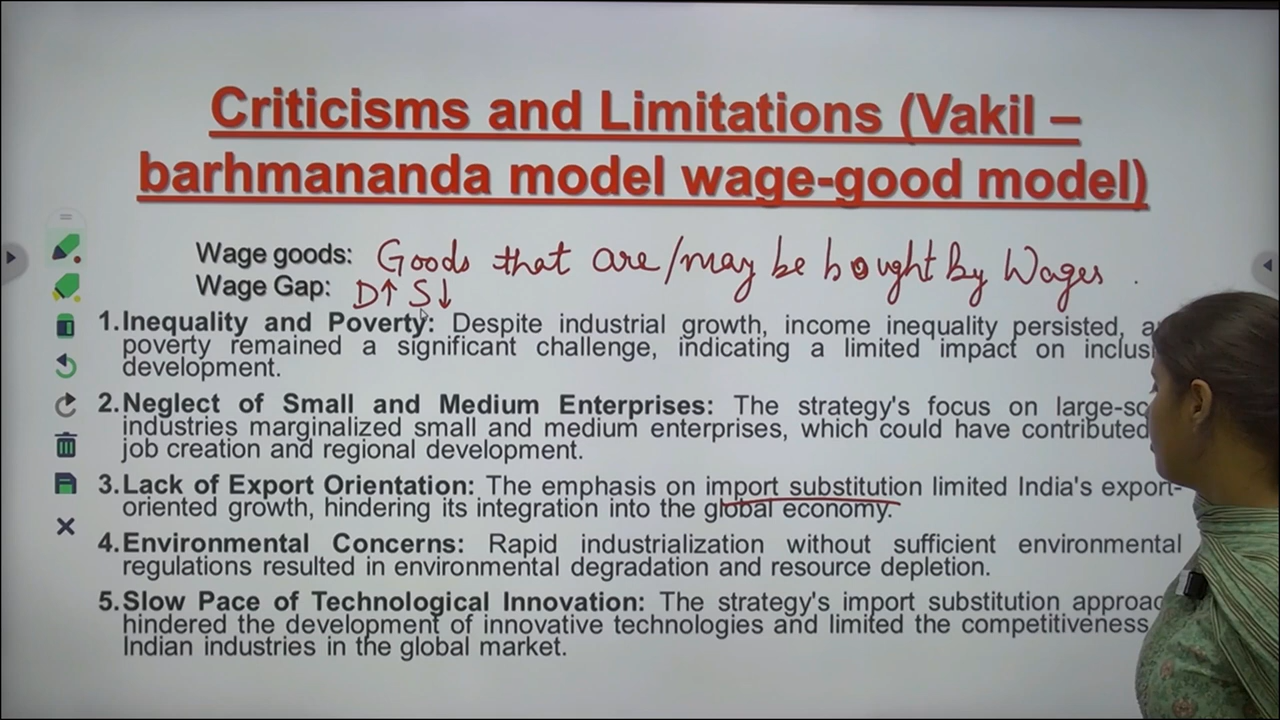 Criticisms and Limitations (Vakil –
barhmananda model wage-good model)
Wage goods: Goods that are/may be bought By Wages .
Wage Gap: D↑ S↓
1. Inequality and Poverty: Despite industrial growth, income inequality persisted,
poverty remained a significant challenge, indicating a limited impact on
development.
2. Neglect of Small and Medium Enterprises: The strategy's focus on
industries marginalized small and medium enterprises, which could have contributed
job creation and regional development.
3. Lack of Export Orientation: The emphasis on import substitution limited India's export-
oriented growth, hindering its integration into the global economy.
4. Environmental Concerns: Rapid industrialization without sufficient environmental
regulations resulted in environmental degradation and resource depletion.
5. Slow Pace of Technological Innovation: The strategy's import substitution
hindered the development of innovative technologies and limited the competitiveness
Indian industries in the global market.